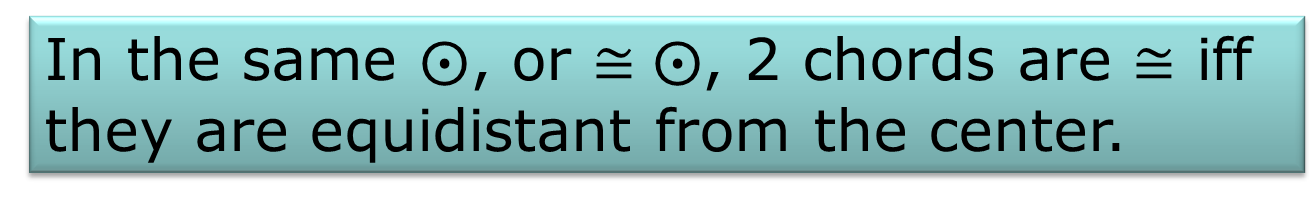 In the same ⊙, or ≅ ⊙, 2 chords are ≅ iff
they are equidistant from the center.